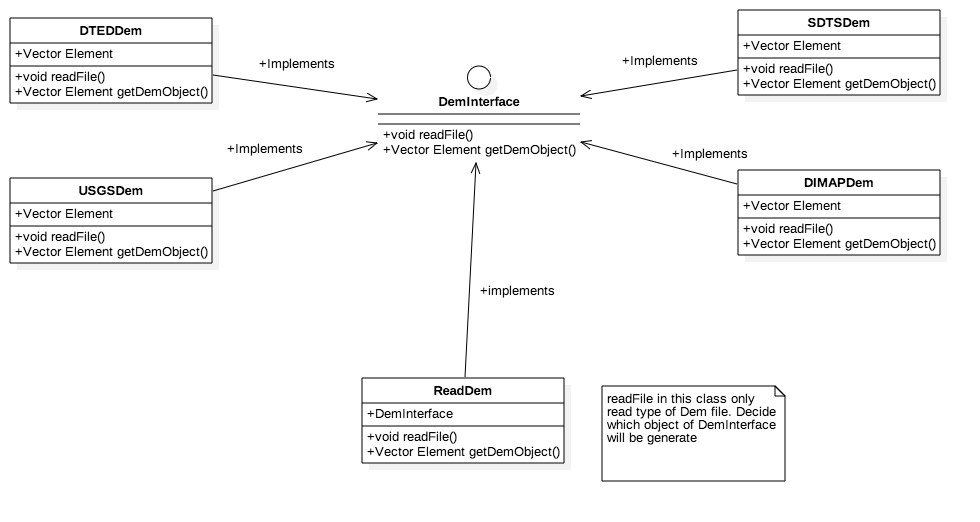 DTEDDem
+Vector Element
+void readFile()
+Vector Element getDemObject()
+Implements
DemInterface
+void readFile()
+Vector Element getDemObject()
+Implements
SDTSDem
+Vector Element
+void readFile()
+Vector Element getDemObject()
+Implements
USGSDem
+Vector Element
+void readFile()
+Vector Element getDemObject()
+Implements
DIMAPDem
+Vector Element
+void readFile()
+Vector Element getDemObject()
+implements
ReadDem
+DemInterface
+void readFile()
+Vector Element getDemObject()
readFile in this class only
read type of Dem file. Decide
which object of DemInterface
will be generate